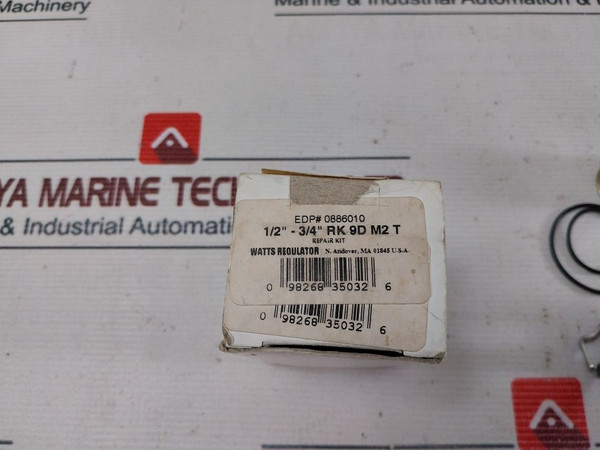 Machinery
Marine & Industrial Automation &
YA MARINE TEC
& Industrial Automation
EDP# 0886010
1/2" - 3/4" RK 9D M2 T
REPAIR KIT
WATTS REGULATOR N. Andover, MA 01845 U.S.A.
0 98268 35032 6
0 98268 35032 6